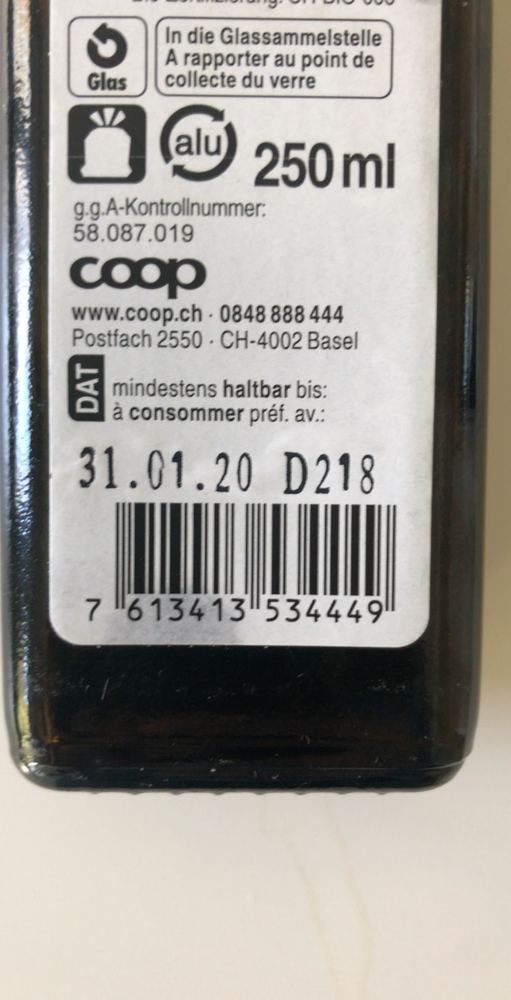 Glas
In die Glassammelstelle
A rapporter au point de
collecte du verre
alu
250 ml
g.g.A-Kontrollnummer:
58.087.019
coop
www.coop.ch · 0848 888 444
Postfach 2550 · CH-4002 Basel
DAT
mindestens haltbar bis:
à consommer préf. av.:
31.01.20 D218
7 613413 534449